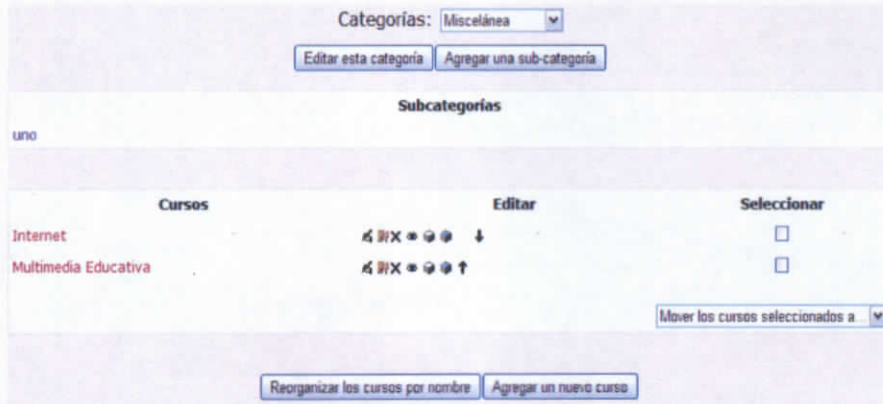 Categorías: Miscelánea
Editar esta categoría Agregar una sub-categoría
Subcategorías
uno
Cursos Editar Seleccionar
Internet
Multimedia Educativa
Mover los cursos seleccionados a...
Reorganizar los cursos por nombre Agregar un nuevo curso